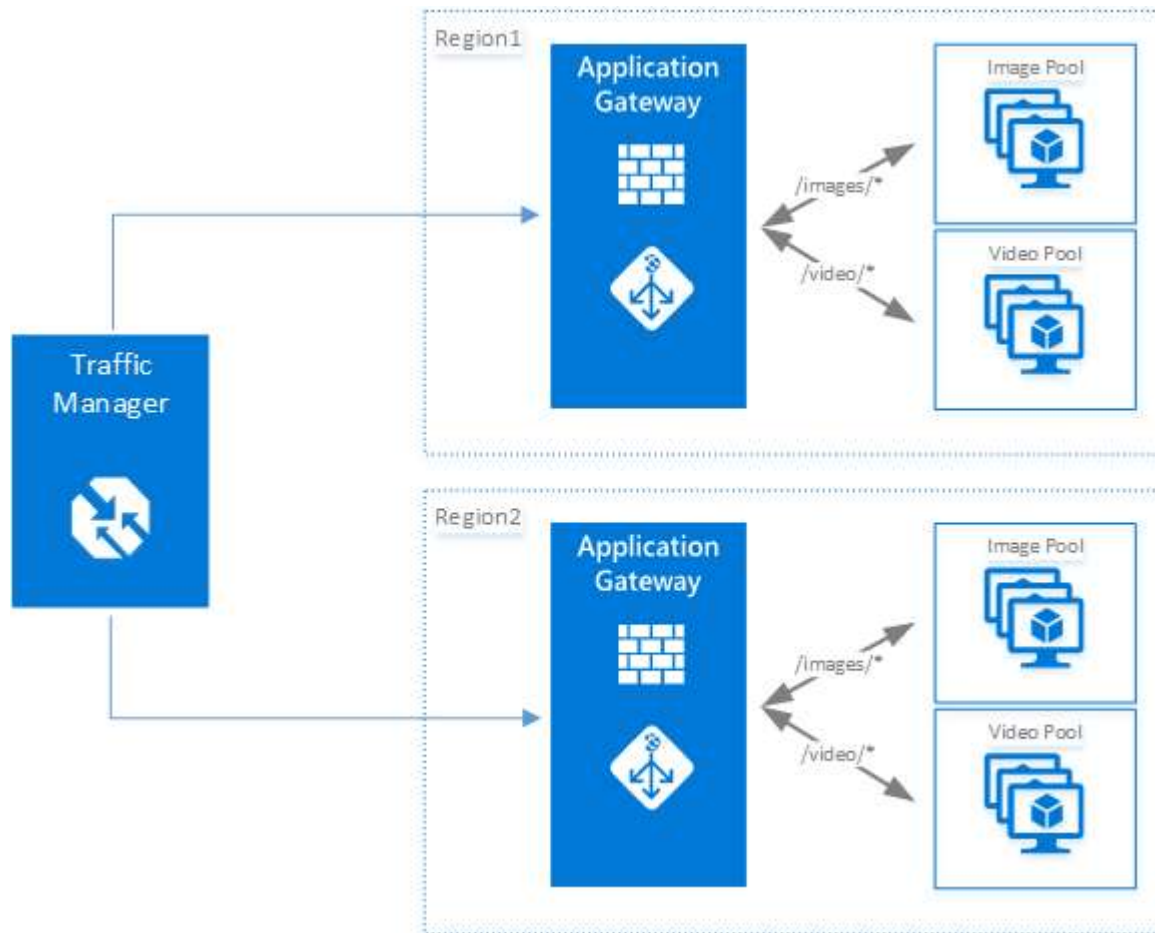 Region1
Application
Gateway
Image Pool
/images/*
/video/*
Video Pool
Traffic
Manager
Region2
Application
Gateway
Image Pool
/images/*
/video/*
Video Pool